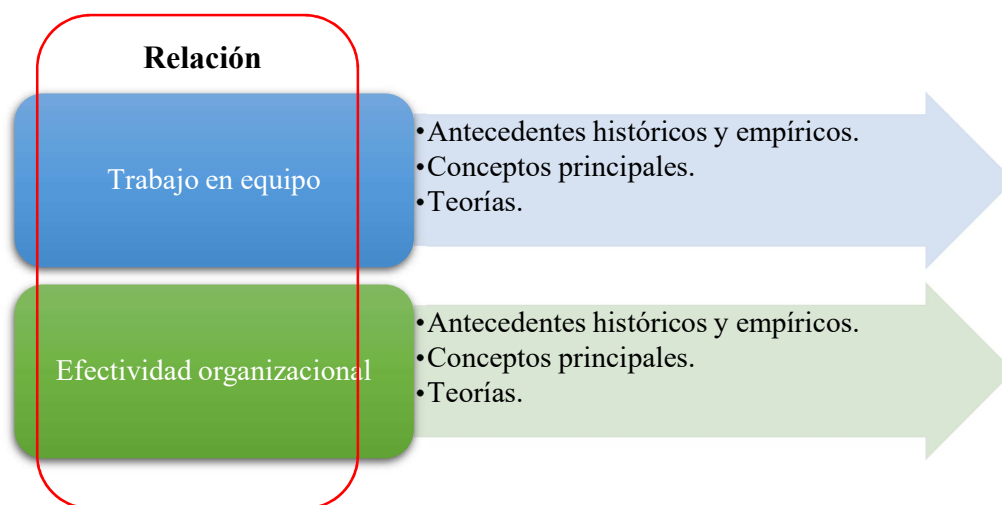 Relación
Trabajo en equipo
•Antecedentes históricos y empíricos.
•Conceptos principales.
•Teorías.
Efectividad organizacional
•Antecedentes históricos y empíricos.
•Conceptos principales.
•Teorías.